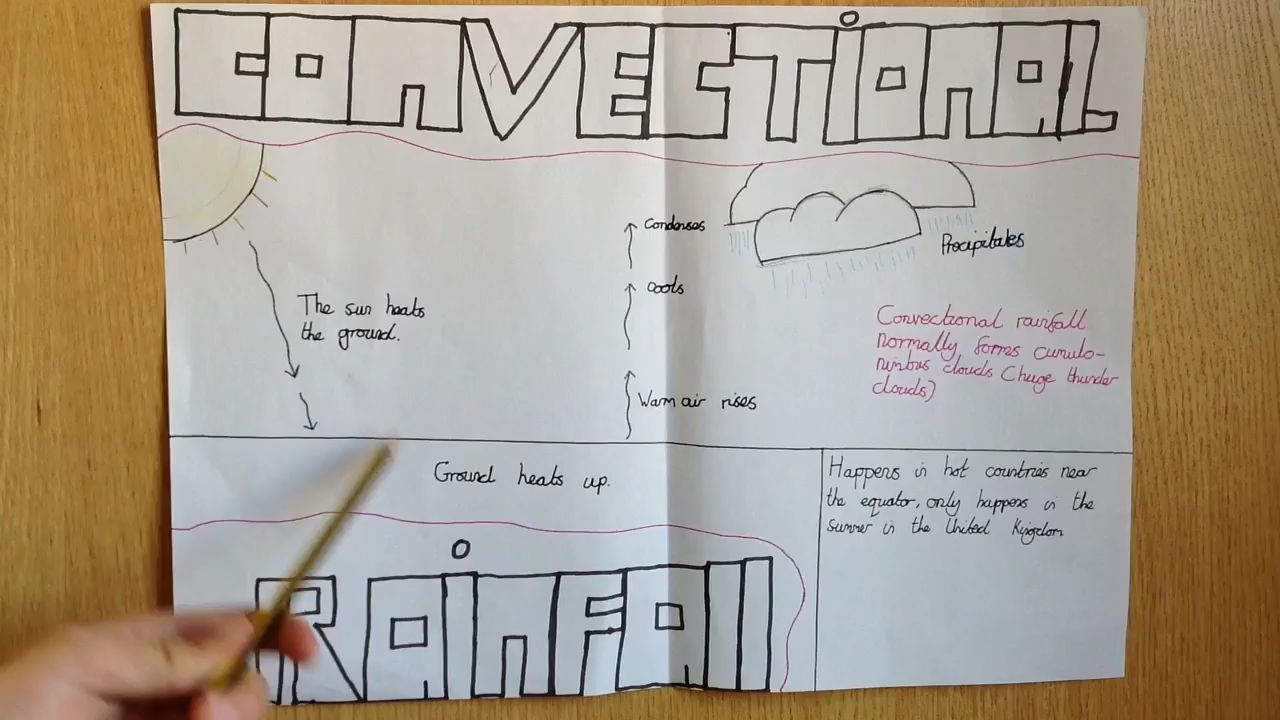 CONVECTIONAL
The sun heats
the ground.
Condenses
Cools
Warm air rises
Precipitates
Convectional rainfall
normally forms cumulo-
nimbus clouds (huge thunder
clouds)
Ground heats up.
Happens in hot countries near
the equator, only happens in the
summer in the United Kingdom
RAINFAll